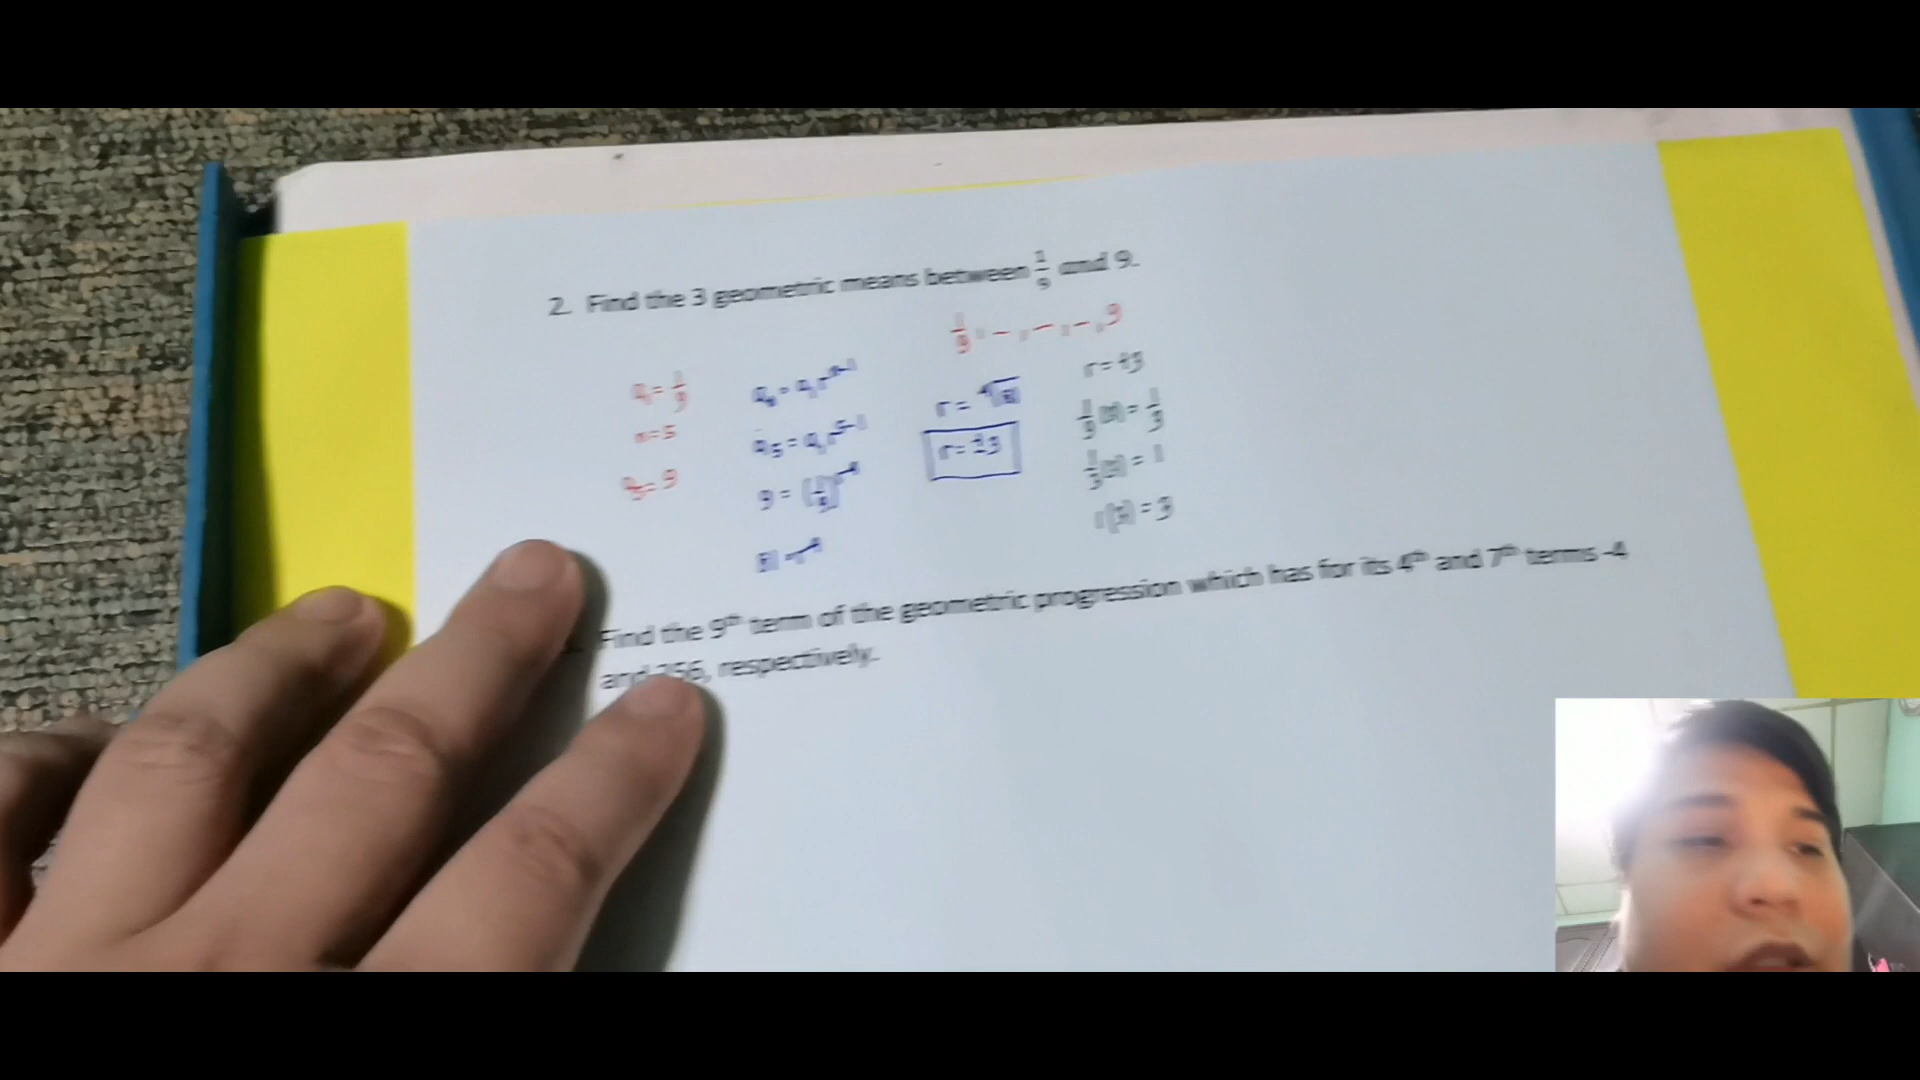 2. Find the 3 geometric means between 1/9 and 9.
1/9, _, _, _, 9
a₁ = 1/9
n = 5
a₅ = 9
aₙ = a₁rⁿ⁻¹
a₅ = a₁r⁵⁻¹
9 = (1/9)r⁴
81 = r⁴
r = ⁴√81
r = ±3
r = +3
1/9(3) = 1/3
1/3(3) = 1
1(3) = 3
Find the 9th term of the geometric progression which has for its 4th and 7th terms -4
and 56, respectively.